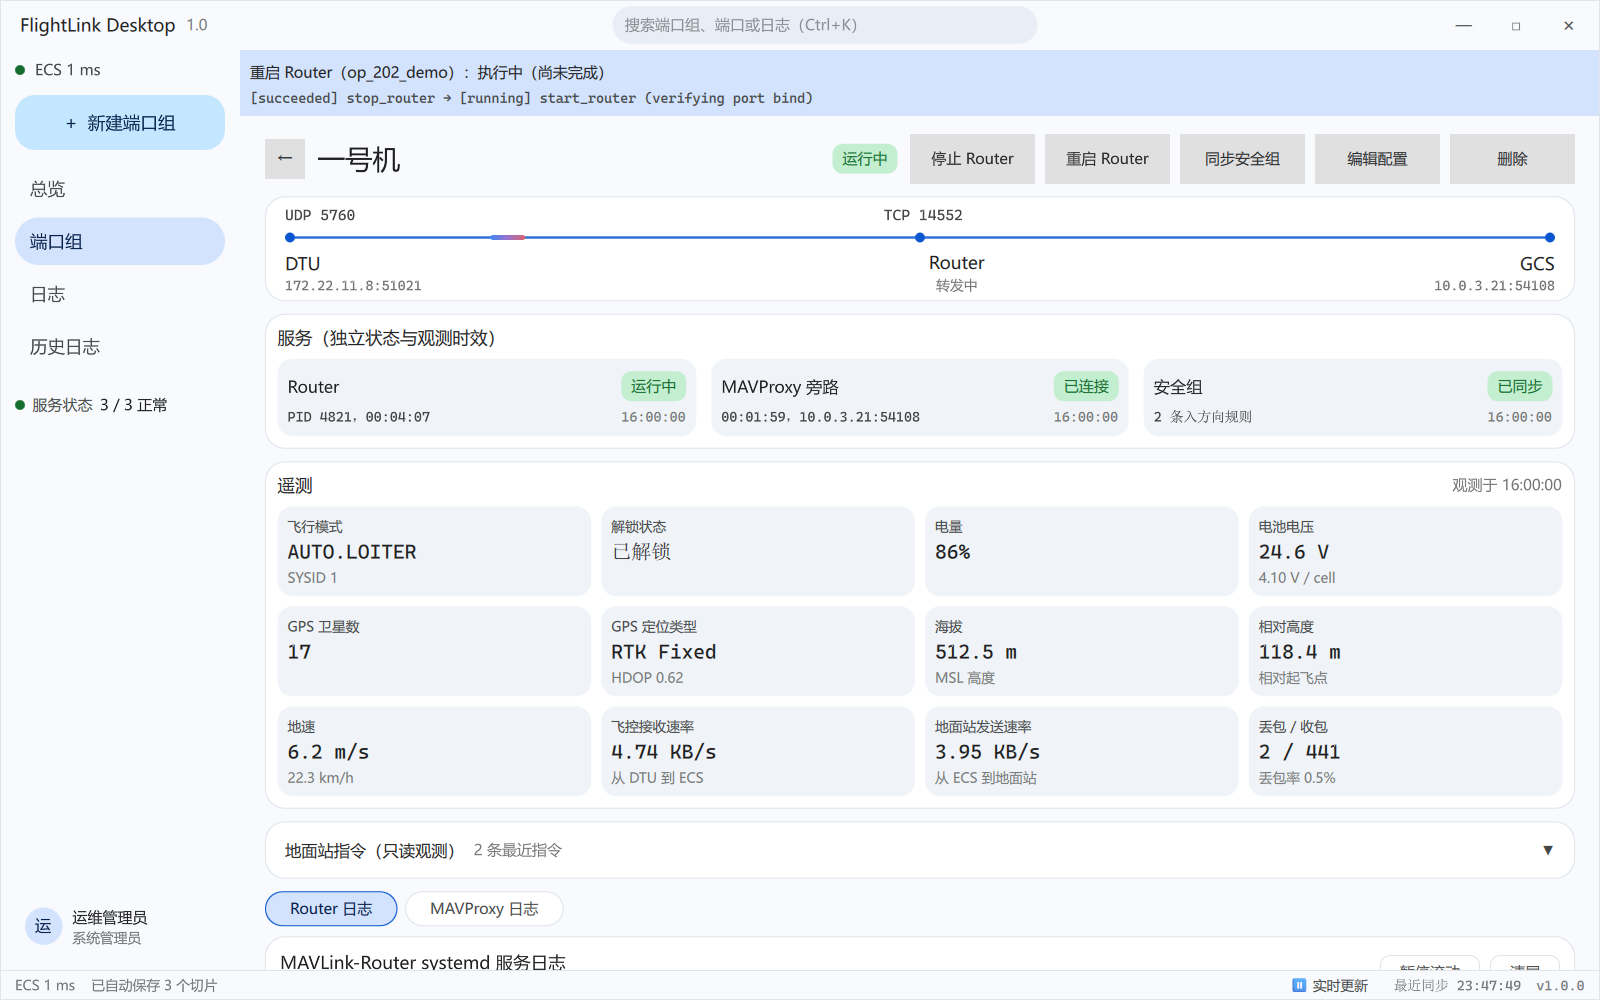 FlightLink Desktop 1.0
搜索端口组、端口或日志（Ctrl+K）
ECS 1 ms
+ 新建端口组
总览
端口组
日志
历史日志
服务状态 3 / 3 正常
重启 Router（op_202_demo）：执行中（尚未完成）
[succeeded] stop_router → [running] start_router (verifying port bind)
← 一号机
运行中
停止 Router
重启 Router
同步安全组
编辑配置
删除
UDP 5760
TCP 14552
DTU
Router
GCS
172.22.11.8:51021
转发中
10.0.3.21:54108
服务（独立状态与观测时效）
Router
运行中
PID 4821, 00:04:07
16:00:00
MAVProxy 旁路
已连接
00:01:59, 10.0.3.21:54108
16:00:00
安全组
已同步
2 条入方向规则
16:00:00
遥测
观测于 16:00:00
飞行模式
AUTO.LOITER
SYSID 1
解锁状态
已解锁
电量
86%
电池电压
24.6 V
4.10 V / cell
GPS 卫星数
17
GPS 定位类型
RTK Fixed
HDOP 0.62
海拔
512.5 m
MSL 高度
相对高度
118.4 m
相对起飞点
地速
6.2 m/s
22.3 km/h
飞控接收速率
4.74 KB/s
从 DTU 到 ECS
地面站发送速率
3.95 KB/s
从 ECS 到地面站
丢包 / 收包
2 / 441
丢包率 0.5%
地面站指令（只读观测） 2 条最近指令
Router 日志
MAVProxy 日志
MAVLink-Router systemd 服务日志
暂停滚动
清屏
运
运维管理员
系统管理员
ECS 1 ms
已自动保存 3 个切片
实时更新
最近同步 23:47:49
v1.0.0